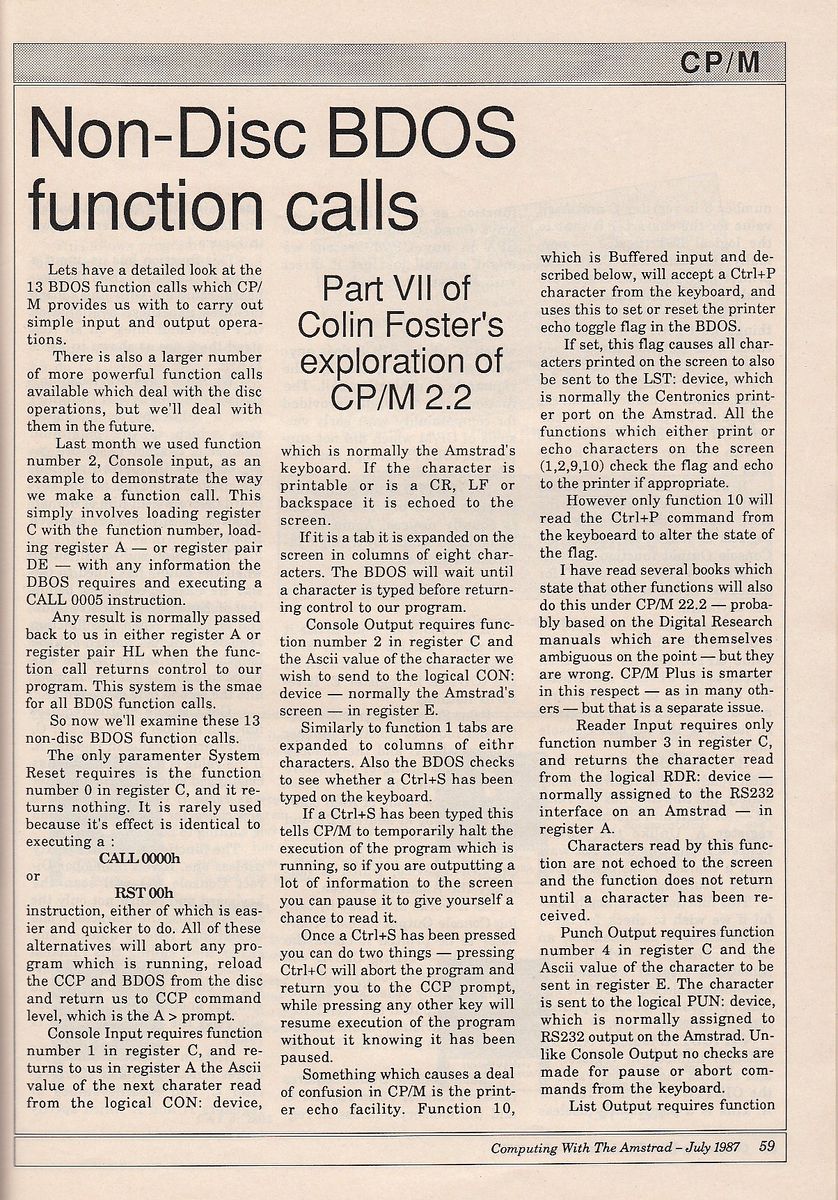 CP/M
Non-Disc BDOS
function calls
Lets have a detailed look at the
13 BDOS function calls which CP/
M provides us with to carry out
simple input and output opera-
tions.
There is also a larger number
of more powerful function calls
available which deal with the disc
operations, but we'll deal with
them in the future.
Last month we used function
number 2, Console input, as an
example to demonstrate the way
we make a function call. This
simply involves loading register
C with the function number, load-
ing register A — or register pair
DE — with any information the
DBOS requires and executing a
CALL 0005 instruction.
Any result is normally passed
back to us in either register A or
register pair HL when the func-
tion call returns control to our
program. This system is the smae
for all BD0S function calls.
So now we'll examine these 13
non-disc BDOS function calls.
The only paramenter System
Reset requires is the function
number 0 in register C, and it re-
turns nothing. It is rarely used
because it's effect is identical to
executing a :
CALL 0000h
or
RST 00h
instruction, either of which is eas-
ier and quicker to do. All of these
alternatives will abort any pro-
gram which is running, reload
the CCP and BDOS from the disc
and return us to CCP command
level, which is the A > prompt.
Console Input requires function
number 1 in register C, and re-
turns to us in register A the Ascii
value of the next charater read
from the logical CON: device,
Part VII of
Colin Foster's
exploration of
CP/M 2.2
which is normally the Amstrad's
keyboard. If the character is
printable or is a CR, LF or
backspace it is echoed to the
screen.
If it is a tab it is expanded on the
screen in columns of eight char-
acters. The BDOS will wait until
a character is typed before return-
ing control to our program.
Console Output requires func-
tion number 2 in register C and
the Ascii value of the character we
wish to send to the logical CON:
device — normally the Amstrad's
screen — in register E.
Similarly to function 1 tabs are
expanded to columns of eithr
characters. Also the BDOS checks
to see whether a Ctrl+S has been
typed on the keyboard.
If a Ctrl+S has been typed this
tells CP/M to temporarily halt the
execution of the program which is
running, so if you are outputing a
lot of information to the screen
you can pause it to give yourself a
chance to read it.
Once a Ctrl+S has been pressed
you can do two things — pressing
Ctrl+C will abort the program and
return you to the CCP prompt,
while pressing any other key will
resume execution of the program
without it knowing it has been
paused.
Something which causes a deal
of confusion in CP/M is the print-
er echo facility. Function 10,
which is Buffered input and de-
scribed below, will accept a Ctrl+P
character from the keyboard, and
uses this to set or reset the printer
echo toggle flag in the BDOS.
If set, this flag causes all char-
acters printed on the screen to also
be sent to the LST: device, which
is normally the Centronics print-
er port on the Amstrad. All the
functions which either print or
echo characters on the screen
(1,2,9,10) check the flag and echo
to the printer if appropriate.
However only function 10 will
read the Ctrl+P command from
the keyboeard to alter the state of
the flag.
I have read several books which
state that other functions will also
do this under CP/M 22.2 — proba-
bly based on the Digital Research
manuals which are themselves
ambiguous on the point — but they
are wrong. CP/M Plus is smarter
in this respect — as in many oth-
ers — but that is a separate issue.
Reader Input requires only
function number 3 in register C,
and returns the character read
from the logical RDR: device —
normally assigned to the RS232
interface on an Amstrad — in
register A.
Characters read by this func-
tion are not echoed to the screen
and the function does not return
until a character has been re-
ceived.
Punch Output requires function
number 4 in register C and the
Ascii value of the character to be
sent in register E. The character
is sent to the logical PUN: device,
which is normally assigned to
RS232 output on the Amstrad. Un-
like Console Output no checks are
made for pause or abort com-
mands from the keyboard.
List Output requires function
Computing With The Amstrad – July 1987 59